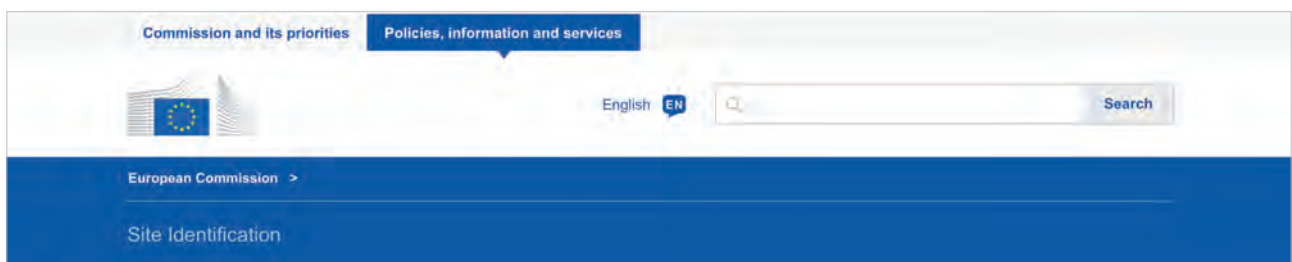 Commission and its priorities Policies, information and services
English EN Search
European Commission >
Site Identification